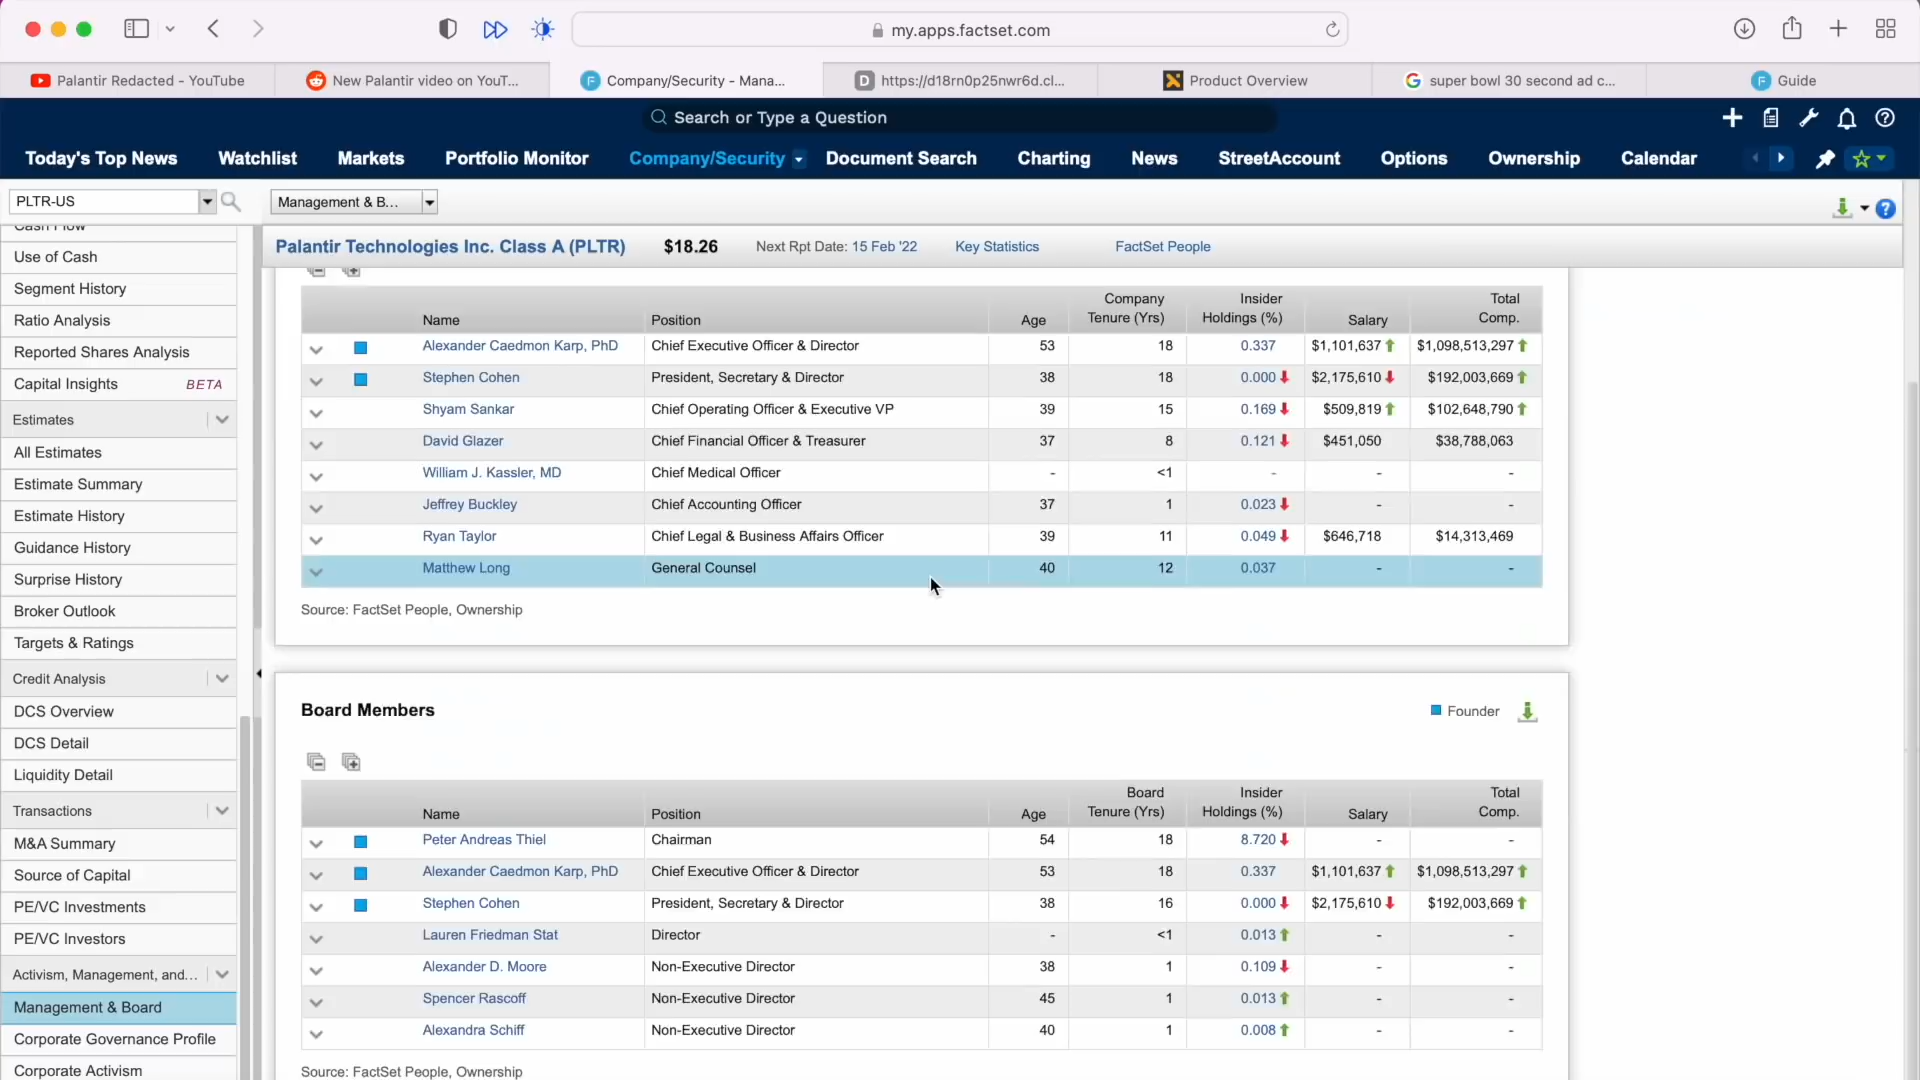 my.apps.factset.com
Palantir Redacted - YouTube
New Palantir video on YouT...
Company/Security - Mana...
D https://d18rn0p25nwr6d.cl...
Product Overview
super bowl 30 second ad c...
Guide
Search or Type a Question
Today's Top News Watchlist Markets Portfolio Monitor Company/Security Document Search Charting News StreetAccount Options Ownership Calendar
PLTR-US
Management & B...
Palantir Technologies Inc. Class A (PLTR) $18.26 Next Rpt Date: 15 Feb '22 Key Statistics FactSet People
Cash Flow
Use of Cash
Segment History
Ratio Analysis
Reported Shares Analysis
Capital Insights BETA
Estimates
All Estimates
Estimate Summary
Estimate History
Guidance History
Surprise History
Broker Outlook
Targets & Ratings
Credit Analysis
DCS Overview
DCS Detail
Liquidity Detail
Transactions
M&A Summary
Source of Capital
PE/VC Investments
PE/VC Investors
Activism, Management, and...
Management & Board
Corporate Governance Profile
Corporate Activism
Name Position Age Company Tenure (Yrs) Insider Holdings (%) Salary Total Comp.
Alexander Caedmon Karp, PhD Chief Executive Officer & Director 53 18 0.337 $1,101,637 $1,098,513,297
Stephen Cohen President, Secretary & Director 38 18 0.000 $2,175,610 $192,003,669
Shyam Sankar Chief Operating Officer & Executive VP 39 15 0.169 $509,819 $102,648,790
David Glazer Chief Financial Officer & Treasurer 37 8 0.121 $451,050 $38,788,063
William J. Kassler, MD Chief Medical Officer - <1 - - -
Jeffrey Buckley Chief Accounting Officer 37 1 0.023 - -
Ryan Taylor Chief Legal & Business Affairs Officer 39 11 0.049 $646,718 $14,313,469
Matthew Long General Counsel 40 12 0.037 - -
Source: FactSet People, Ownership
Board Members
Founder
Name Position Age Board Tenure (Yrs) Insider Holdings (%) Salary Total Comp.
Peter Andreas Thiel Chairman 54 18 8.720 - -
Alexander Caedmon Karp, PhD Chief Executive Officer & Director 53 18 0.337 $1,101,637 $1,098,513,297
Stephen Cohen President, Secretary & Director 38 16 0.000 $2,175,610 $192,003,669
Lauren Friedman Stat Director - <1 0.013 - -
Alexander D. Moore Non-Executive Director 38 1 0.109 - -
Spencer Rascoff Non-Executive Director 45 1 0.013 - -
Alexandra Schiff Non-Executive Director 40 1 0.008 - -
Source: FactSet People, Ownership